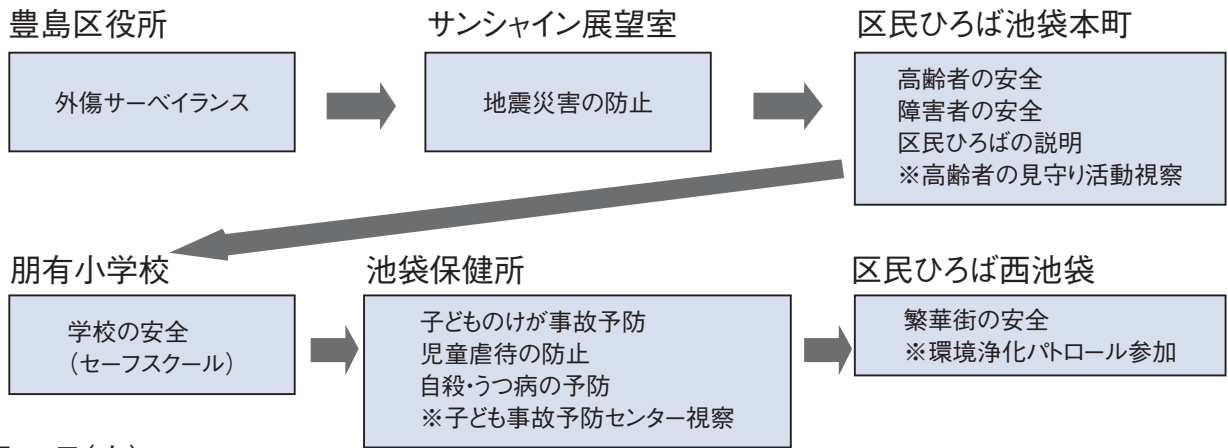 豊島区役所
外傷サーベイランス
サンシャイン展望室
地震災害の防止
区民ひろば池袋本町
高齢者の安全
障害者の安全
区民ひろばの説明
※高齢者の見守り活動視察
朋有小学校
学校の安全
(セーフスクール)
池袋保健所
子どものけが事故予防
児童虐待の防止
自殺・うつ病の予防
※子ども事故予防センター視察
区民ひろば西池袋
繁華街の安全
※環境浄化パトロール参加